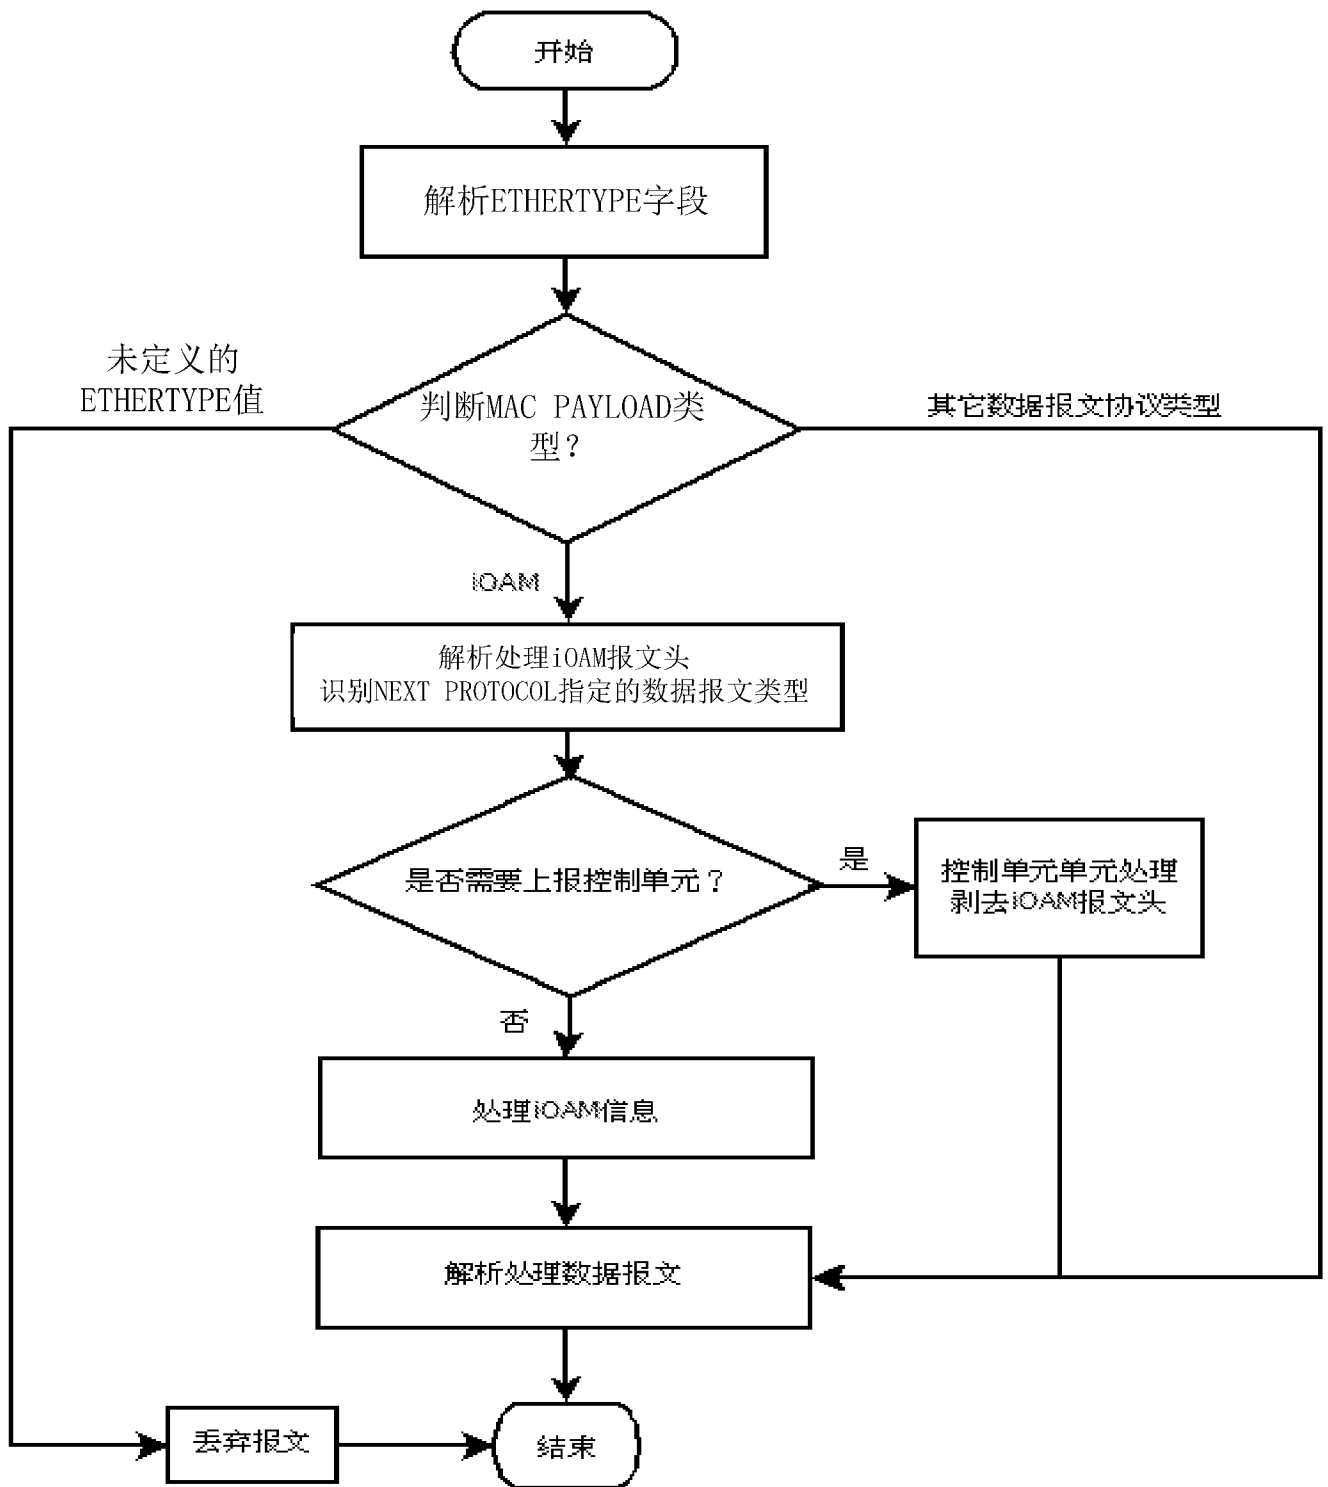 开始
解析ETHERTYPE字段
未定义的
ETHERTYPE值
判断MAC PAYLOAD类
型？
其它数据报文协议类型
iOAM
解析处理iOAM报文头
识别NEXT PROTOCOL指定的数据报文类型
是否需要上报控制单元？
是
控制单元单元处理
剥去iOAM报文头
否
处理iOAM信息
解析处理数据报文
丢弃报文
结束